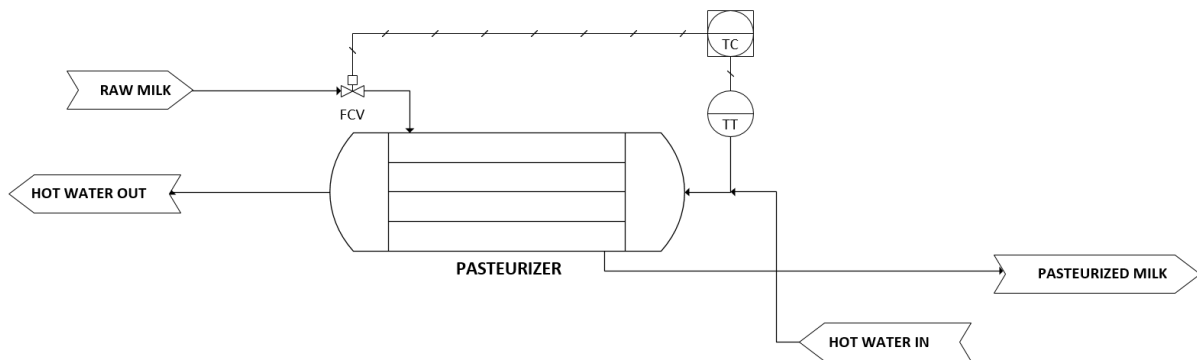 TC
RAW MILK
TT
FCV
HOT WATER OUT
PASTEURIZER
PASTEURIZED MILK
HOT WATER IN